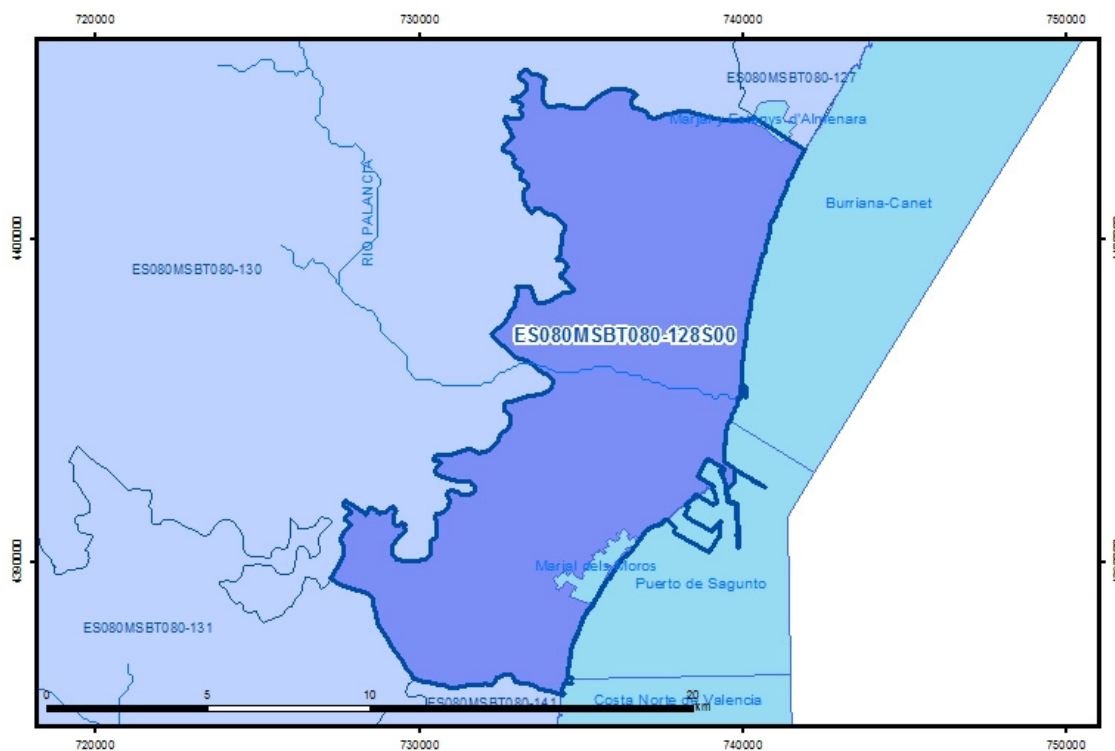 720000 730000 740000 750000
ES080MSBT080-127
Marjal y Estanys d'Almenara
RIO PALANCIA
Burriana-Canet
4400000
ES080MSBT080-130
ES080MSBT080-128S00
4390000
Marjal dels Moros
Puerto de Sagunto
ES080MSBT080-131
0 5 10 20
km
ES080MSBT080-141
Costa Norte de Valencia
720000 730000 740000 750000